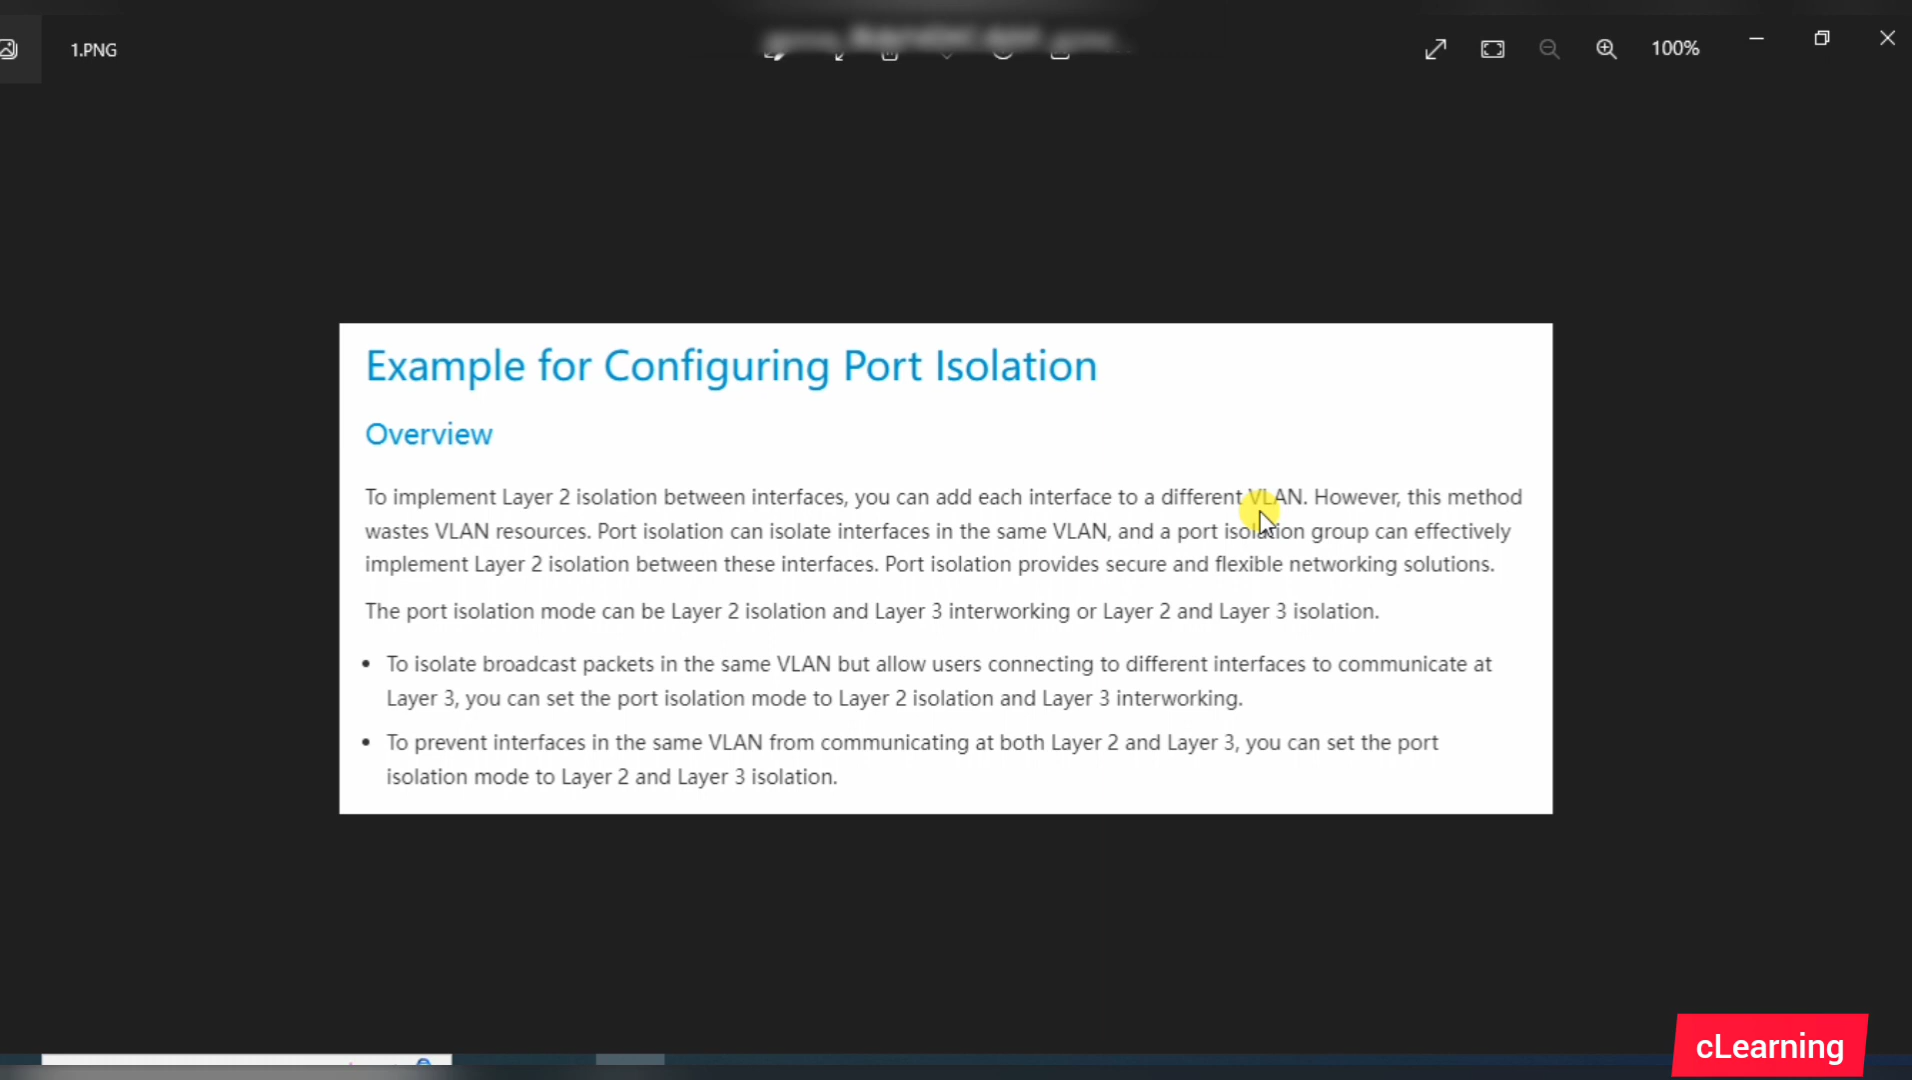 1.PNG
100%
Example for Configuring Port Isolation
Overview
To implement Layer 2 isolation between interfaces, you can add each interface to a different VLAN. However, this method
wastes VLAN resources. Port isolation can isolate interfaces in the same VLAN, and a port isolation group can effectively
implement Layer 2 isolation between these interfaces. Port isolation provides secure and flexible networking solutions.
The port isolation mode can be Layer 2 isolation and Layer 3 interworking or Layer 2 and Layer 3 isolation.
• To isolate broadcast packets in the same VLAN but allow users connecting to different interfaces to communicate at
Layer 3, you can set the port isolation mode to Layer 2 isolation and Layer 3 interworking.
• To prevent interfaces in the same VLAN from communicating at both Layer 2 and Layer 3, you can set the port
isolation mode to Layer 2 and Layer 3 isolation.
cLearning